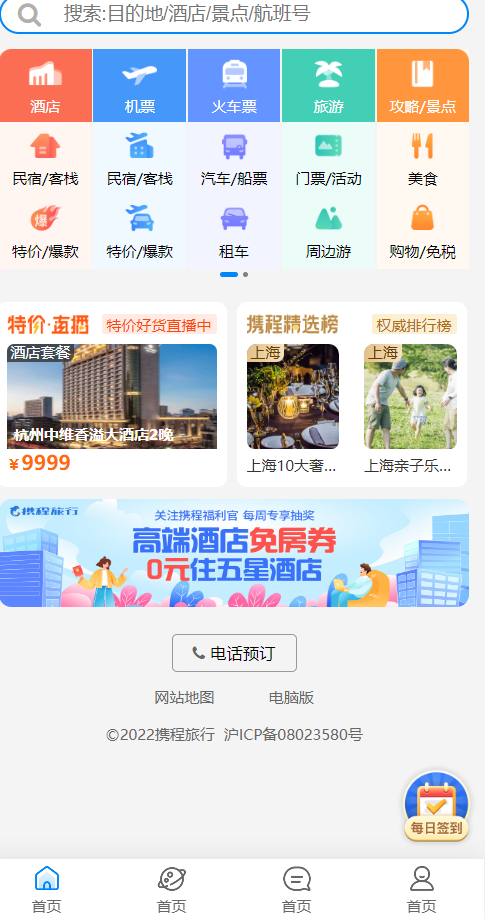 搜索:目的地/酒店/景点/航班号
酒店 机票 火车票 旅游 攻略/景点
民宿/客栈 民宿/客栈 汽车/船票 门票/活动 美食
爆
特价/爆款 特价/爆款 租车 周边游 购物/免税
特价·直播 特价好货直播中
携程精选榜 权威排行榜
酒店套餐
杭州中维香溢大酒店2晚
¥9999
上海 上海
上海10大奢... 上海亲子乐...
携程旅行
关注携程福利官 每周专享抽奖
高端酒店免房券
0元住五星酒店
电话预订
网站地图 电脑版
©2022携程旅行 沪ICP备08023580号
每日签到
首页 首页 首页 首页